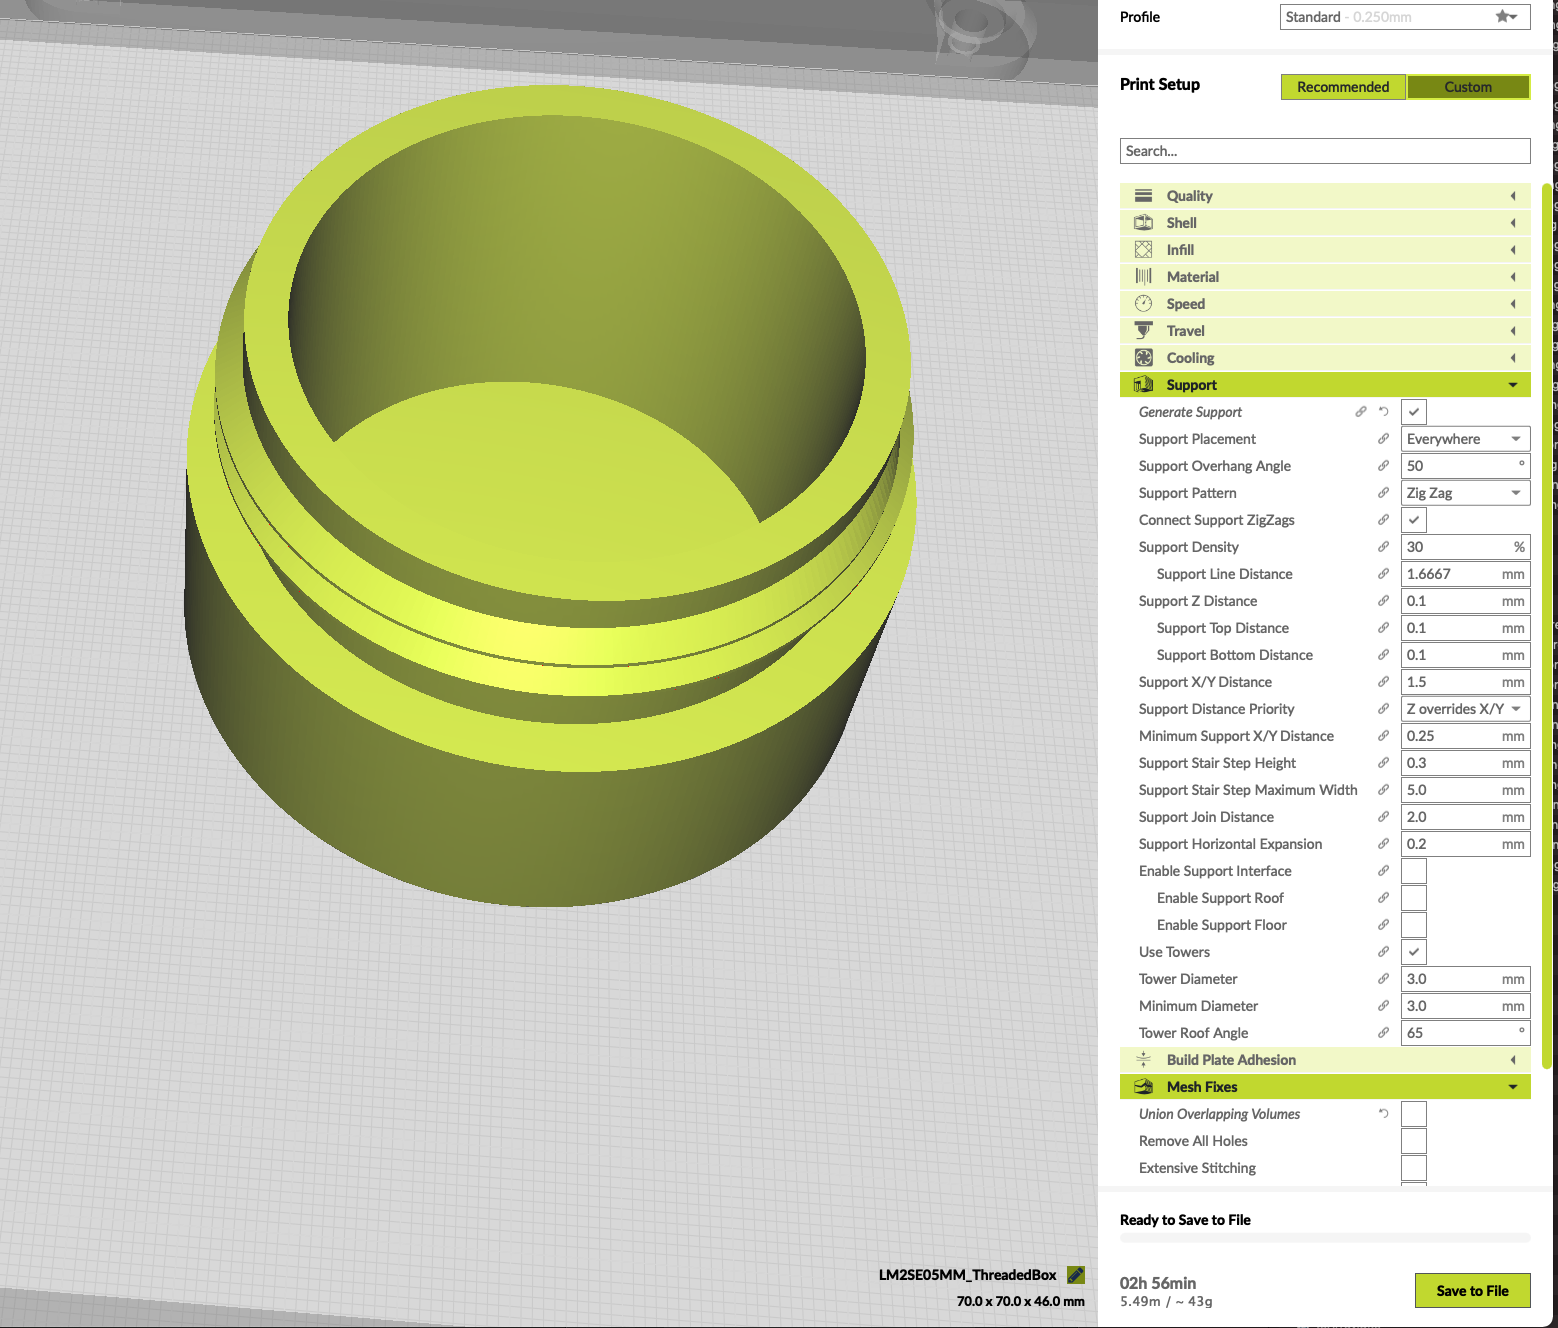 Profile
Standard - 0.250mm
Print Setup
Recommended
Custom
Search...
Quality
Shell
Infill
Material
Speed
Travel
Cooling
Support
Generate Support
Support Placement
Everywhere
Support Overhang Angle
50 °
Support Pattern
Zig Zag
Connect Support ZigZags
Support Density
30 %
Support Line Distance
1.6667 mm
Support Z Distance
0.1 mm
Support Top Distance
0.1 mm
Support Bottom Distance
0.1 mm
Support X/Y Distance
1.5 mm
Support Distance Priority
Z overrides X/Y
Minimum Support X/Y Distance
0.25 mm
Support Stair Step Height
0.3 mm
Support Stair Step Maximum Width
5.0 mm
Support Join Distance
2.0 mm
Support Horizontal Expansion
0.2 mm
Enable Support Interface
Enable Support Roof
Enable Support Floor
Use Towers
Tower Diameter
3.0 mm
Minimum Diameter
3.0 mm
Tower Roof Angle
65 °
Build Plate Adhesion
Mesh Fixes
Union Overlapping Volumes
Remove All Holes
Extensive Stitching
Ready to Save to File
LM2SE05MM_ThreadedBox
70.0 x 70.0 x 46.0 mm
02h 56min
5.49m / ~ 43g
Save to File